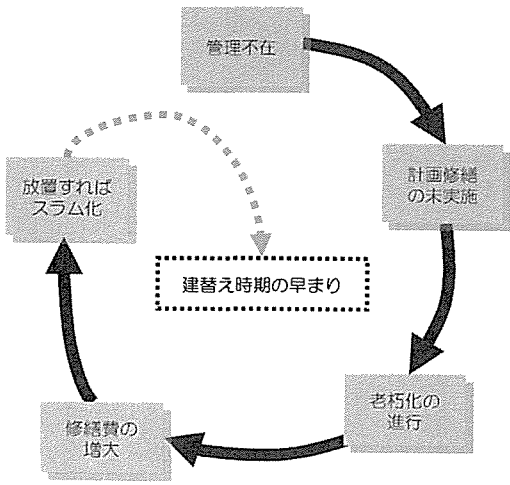 管理不在
計画修繕
の未実施
老朽化の
進行
修繕費の
増大
放置すれば
スラム化
建替え時期の早まり